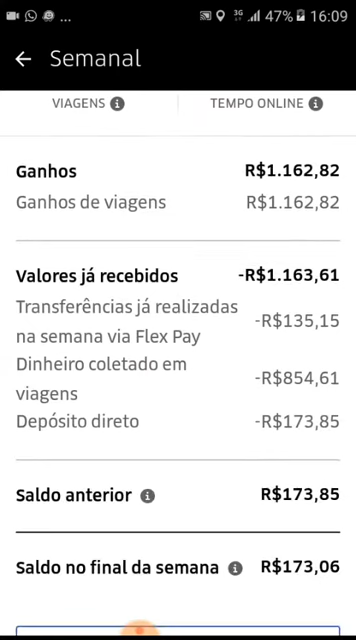 3G 47% 16:09
← Semanal
VIAGENS TEMPO ONLINE
Ganhos R$1.162,82
Ganhos de viagens R$1.162,82
Valores já recebidos -R$1.163,61
Transferências já realizadas
na semana via Flex Pay -R$135,15
Dinheiro coletado em
viagens -R$854,61
Depósito direto -R$173,85
Saldo anterior R$173,85
Saldo no final da semana R$173,06